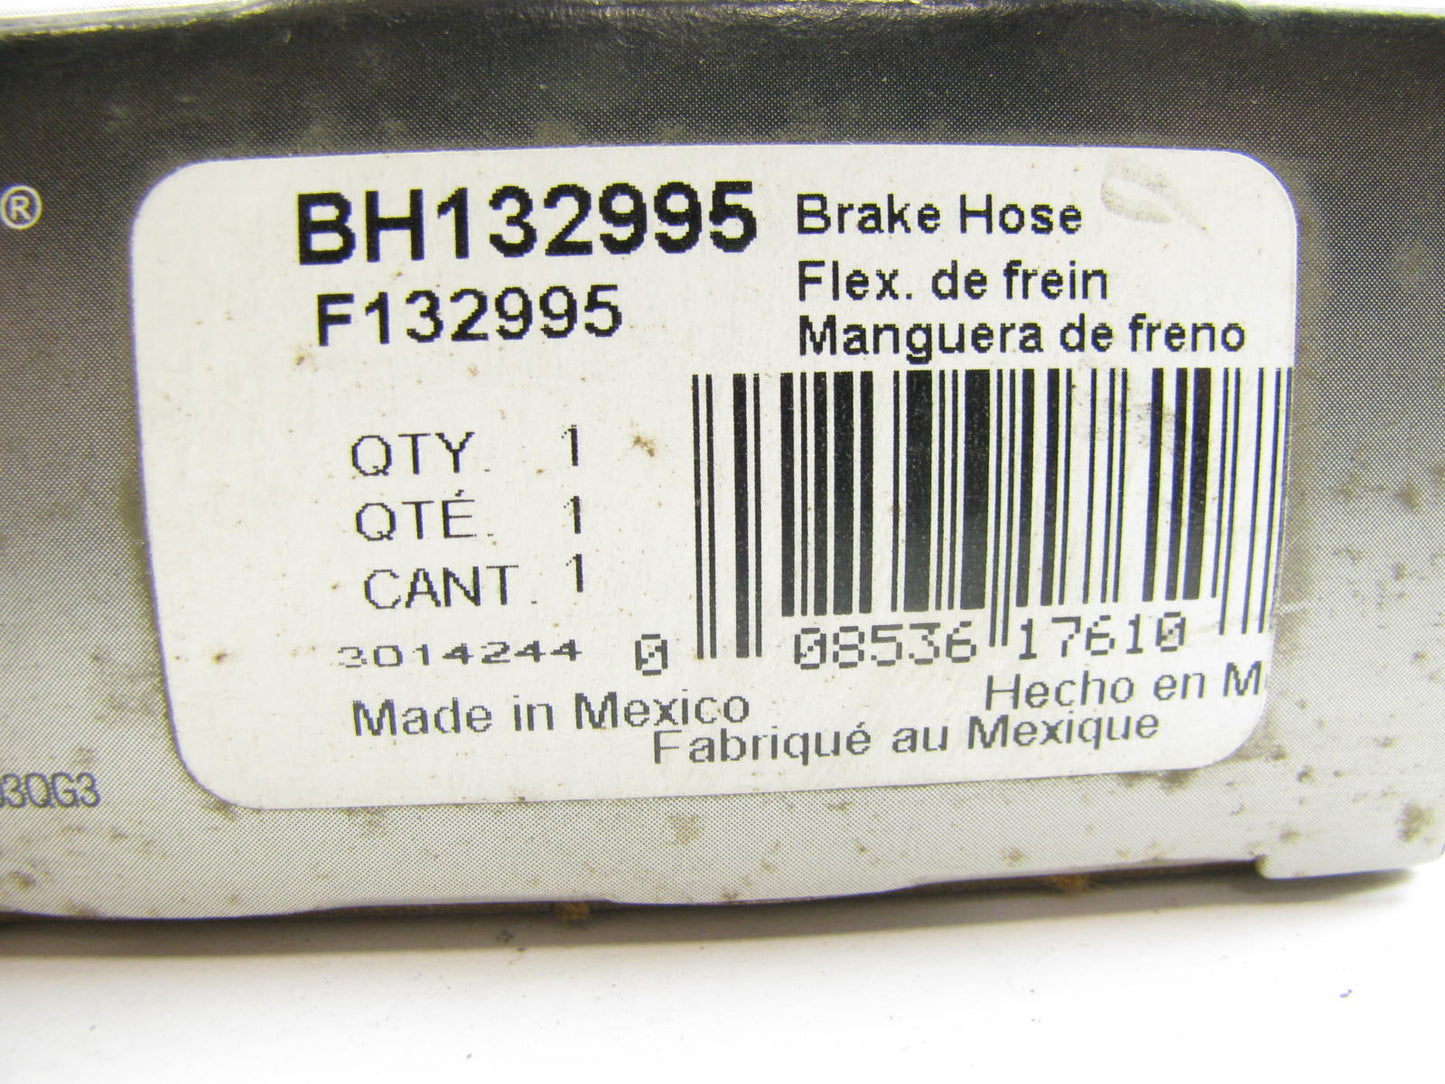 ®
BH132995
F132995
Brake Hose
Flex. de frein
Manguera de freno
QTY. 1
QTÉ. 1
CANT. 1
3014244
0 08536 17610
Made in Mexico
Hecho en M
Fabriqué au Mexique
030G3